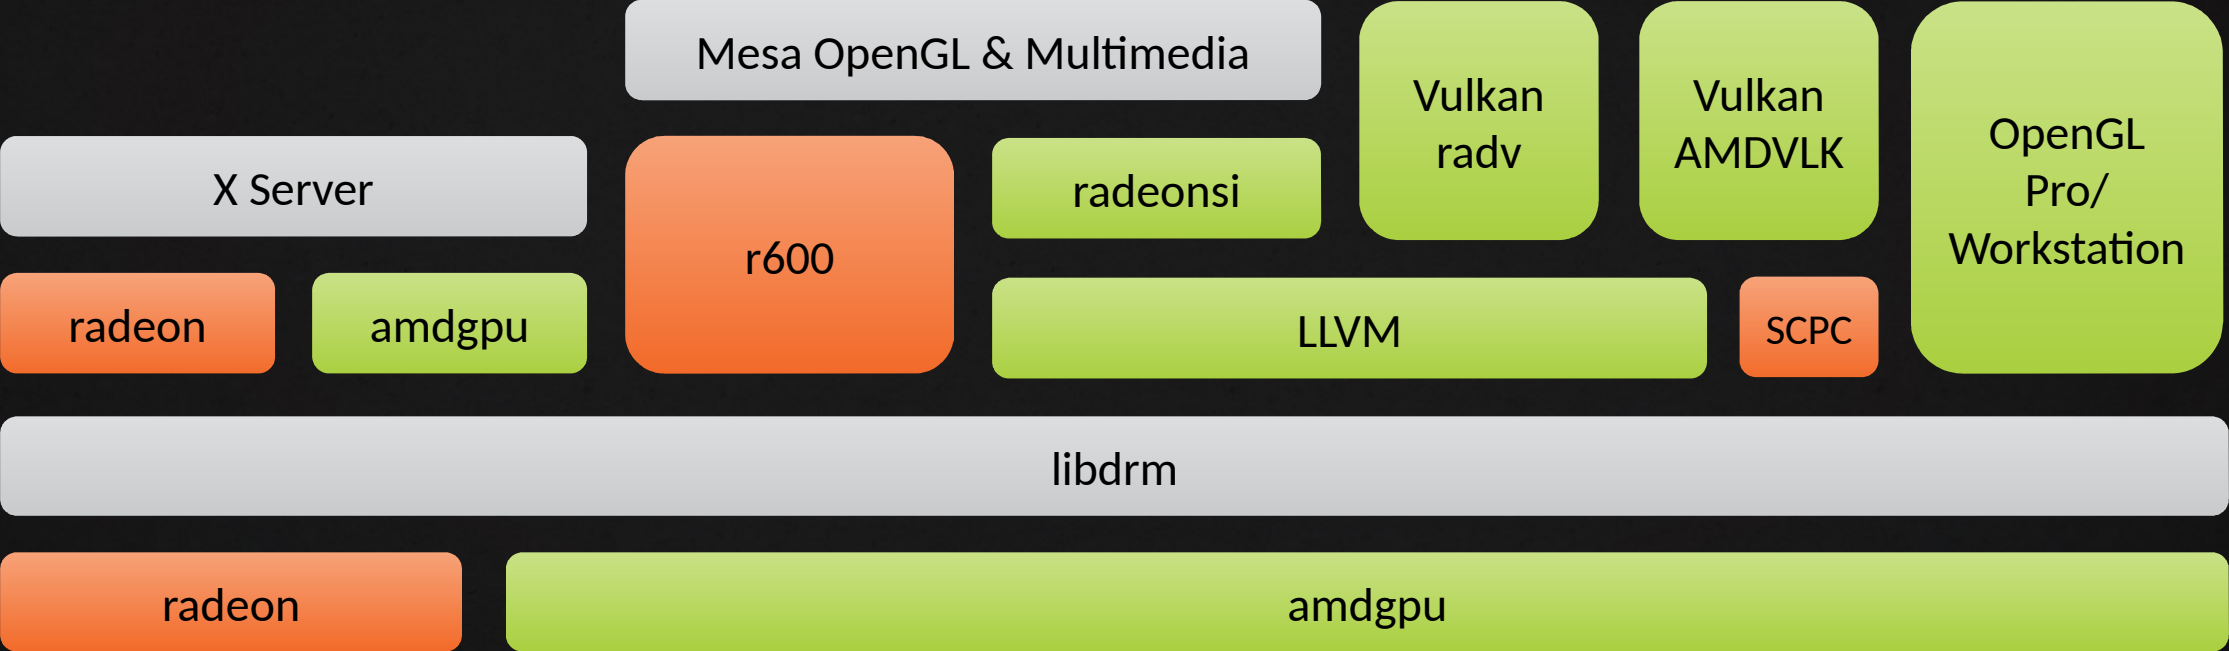 Mesa OpenGL & Multimedia
Vulkan
radv
Vulkan
AMDVLK
OpenGL
Pro/
Workstation
X Server
r600
radeonsi
radeon
amdgpu
LLVM
SCPC
libdrm
radeon
amdgpu